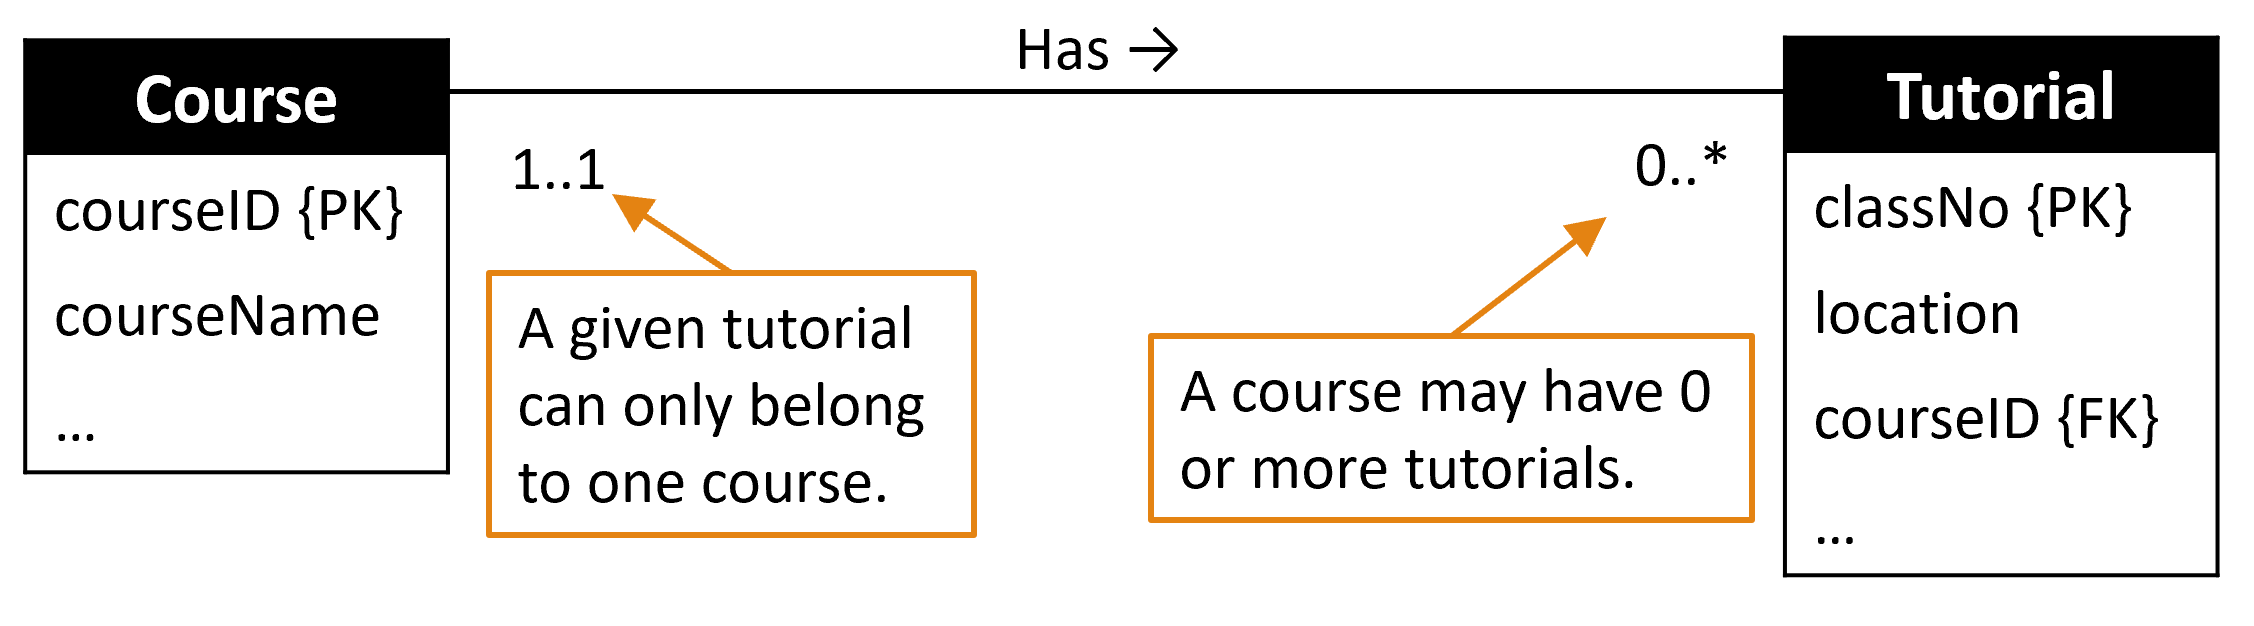 Has →
Course
courseID {PK}
courseName
...
1..1
A given tutorial
can only belong
to one course.
0..*
A course may have 0
or more tutorials.
Tutorial
classNo {PK}
location
courseID {FK}
...